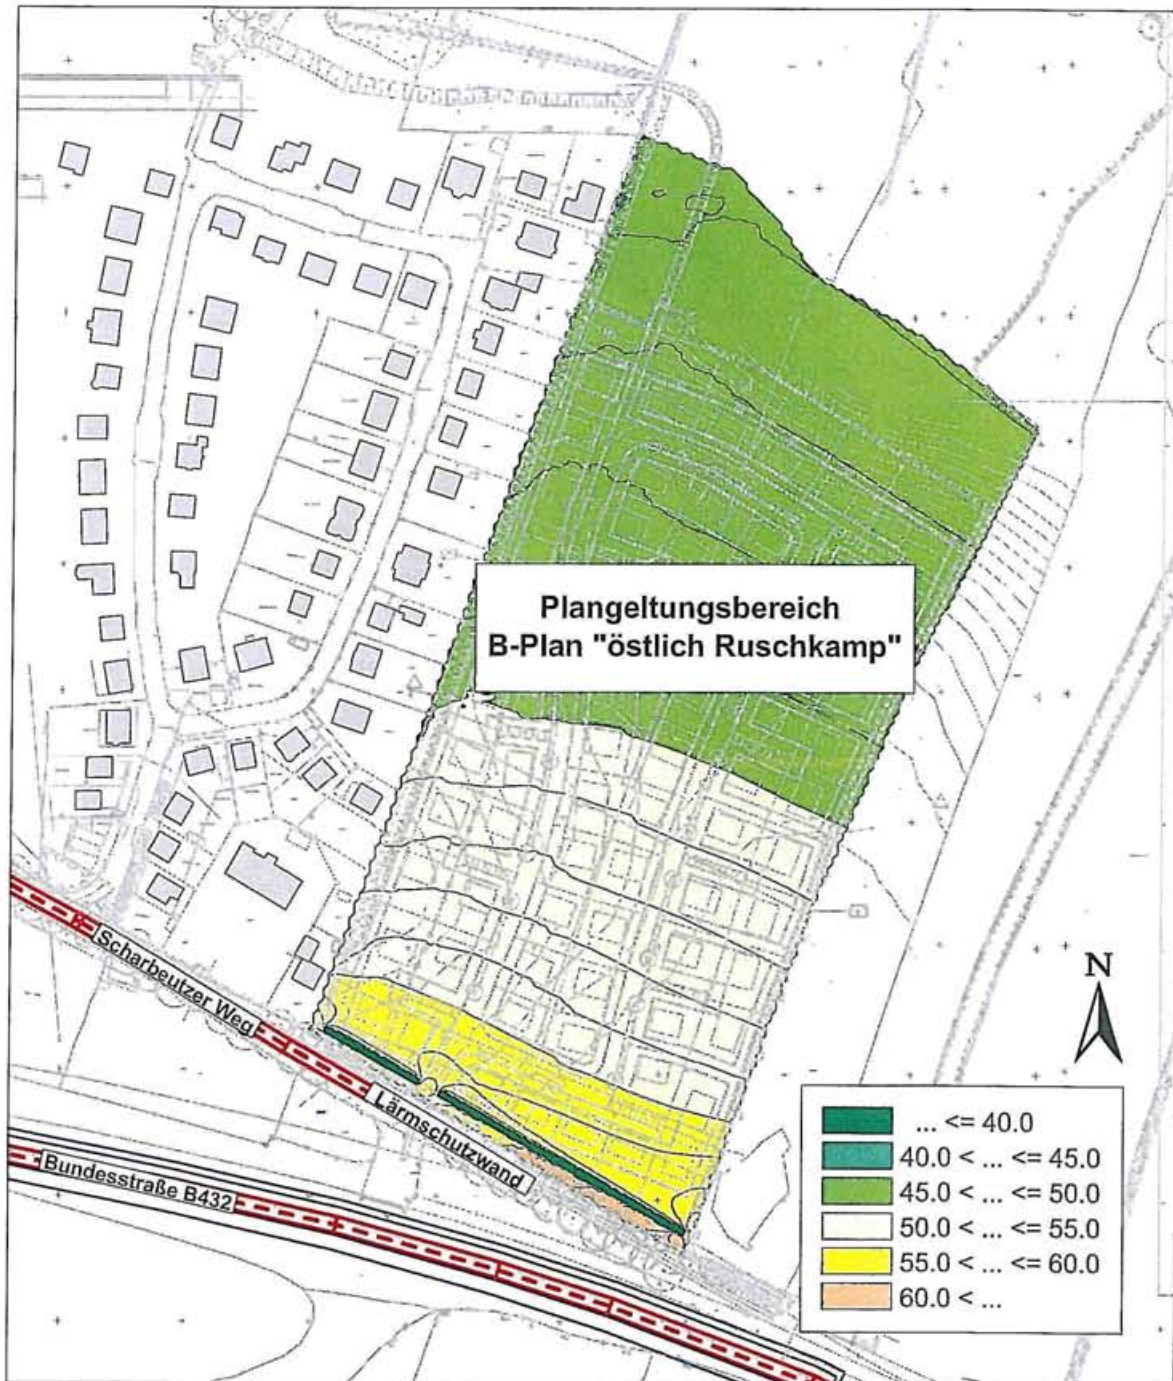 Plangeltungsbereich
B-Plan "östlich Ruschkamp"
Scharbeutzer Weg
Lärmschutzwand
Bundesstraße B432
N
... <= 40.0
40.0 < ... <= 45.0
45.0 < ... <= 50.0
50.0 < ... <= 55.0
55.0 < ... <= 60.0
60.0 < ...